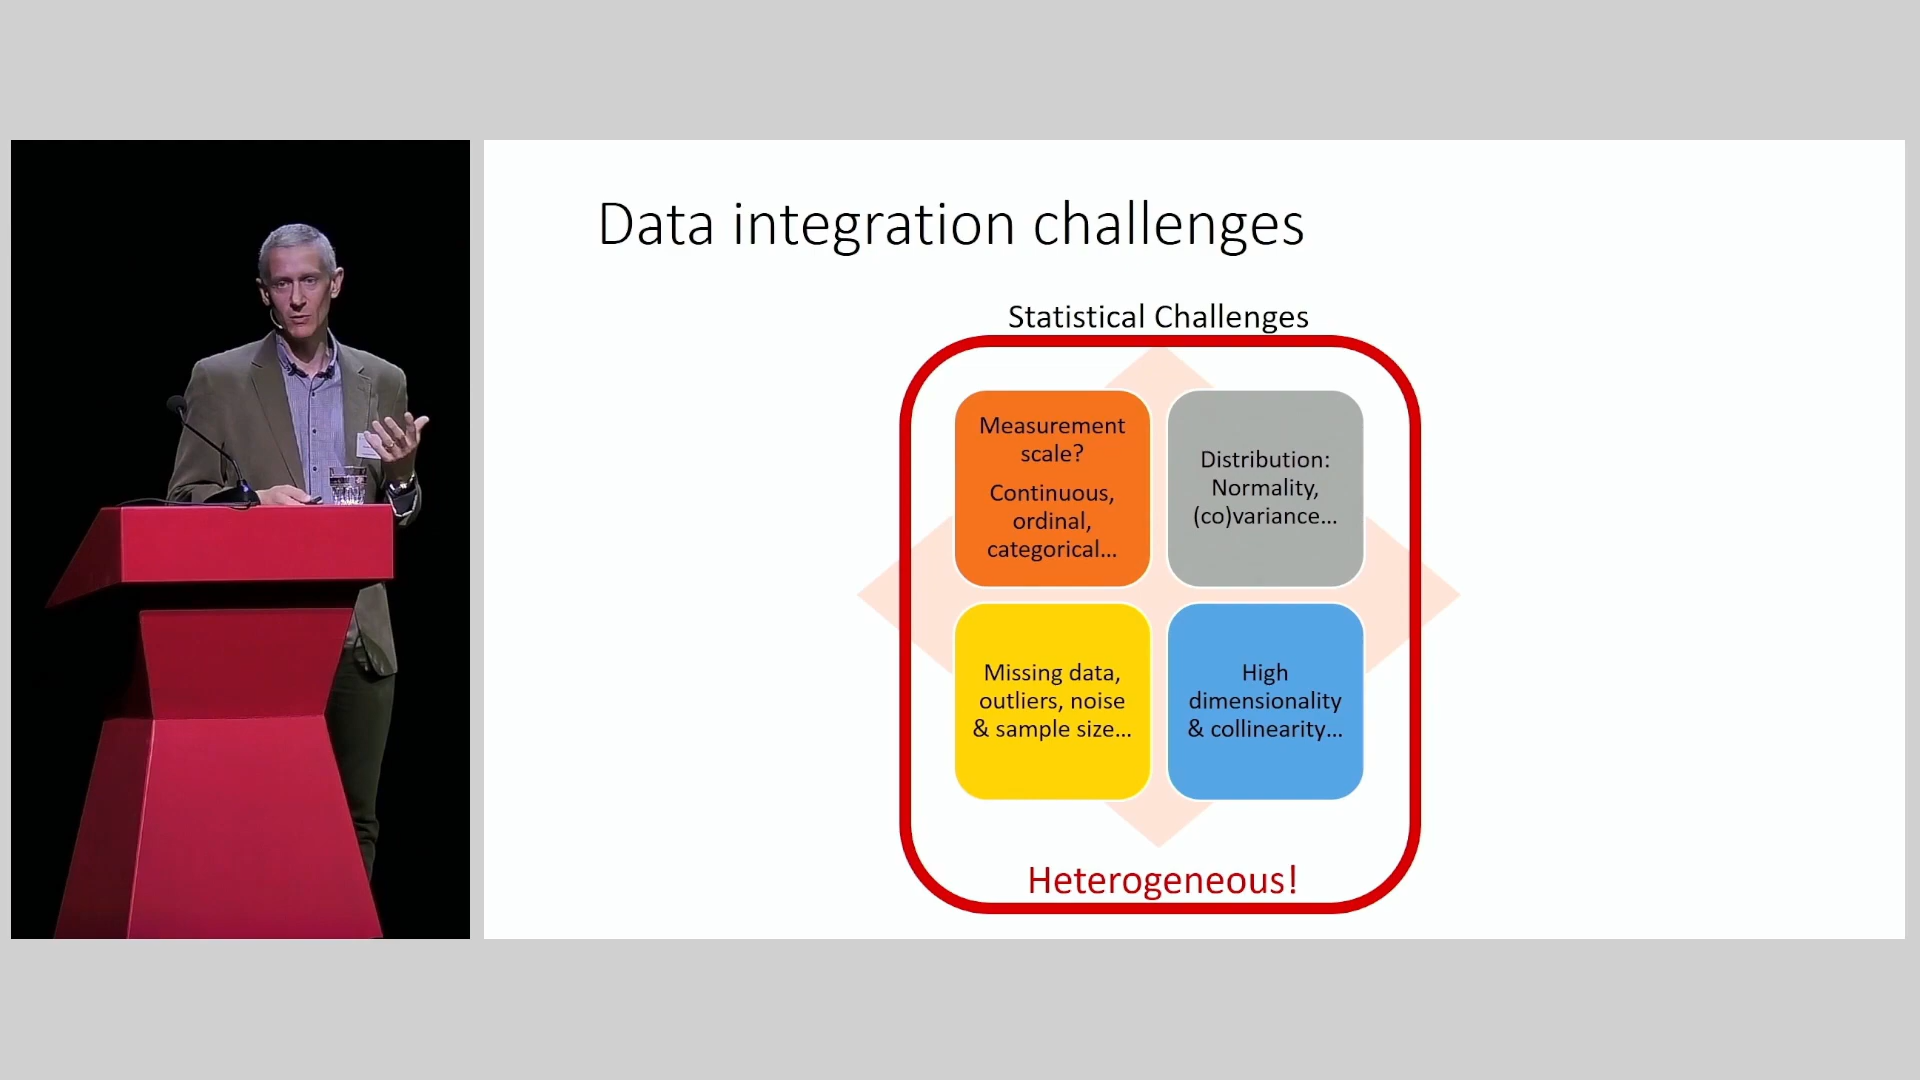 Data integration challenges
Statistical Challenges
Measurement
scale?
Continuous,
ordinal,
categorical...
Distribution:
Normality,
(co)variance...
Missing data,
outliers, noise
& sample size...
High
dimensionality
& collinearity...
Heterogeneous!